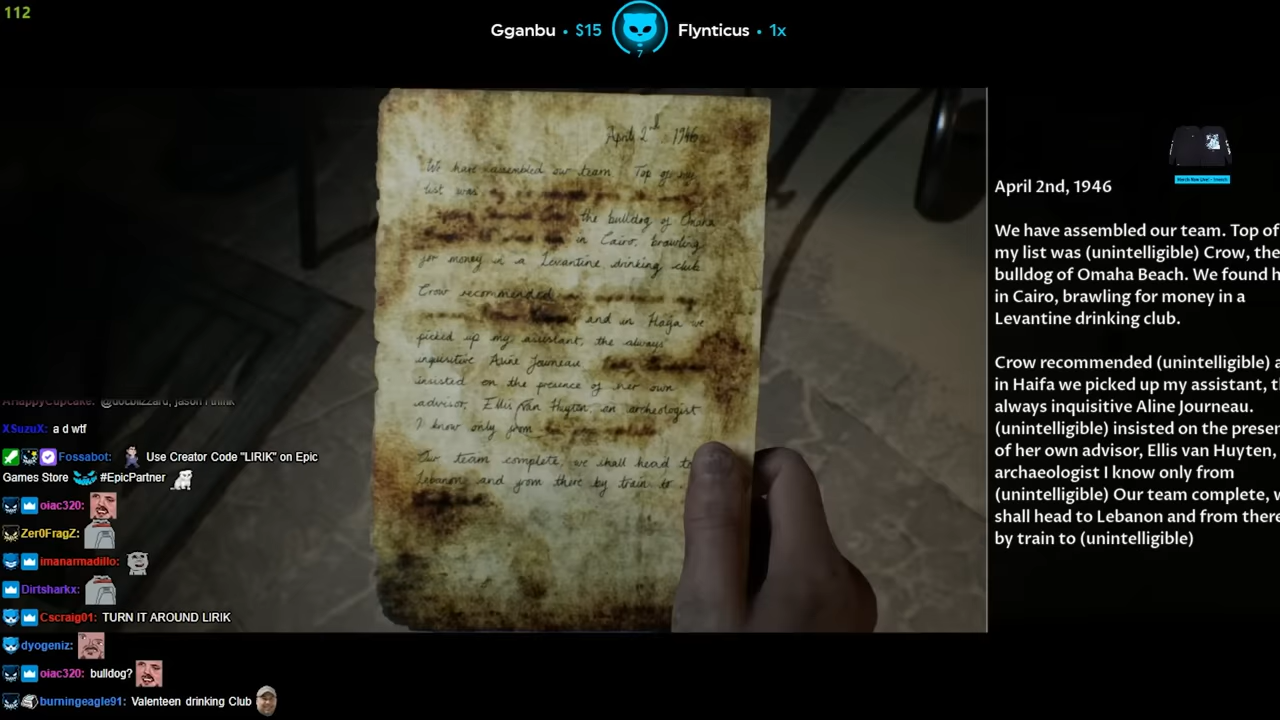 112
Gganbu • $15
7
Flynticus • 1x
April 2nd 1946
We have assembled our team. Top of my
list was
the bulldog of Omaha
in Cairo, brawling
for money in a Levantine drinking club
Crow recommended
and in Haifa we
picked up my assistant, the always
inquisitive Aline Journeau
insisted on the presence of her own
advisor, Ellis van Huyten, an archeologist
I know only from
Our team complete, we shall head to
Lebanon and from there by train to
April 2nd, 1946
We have assembled our team. Top of
my list was (unintelligible) Crow, the
bulldog of Omaha Beach. We found h
in Cairo, brawling for money in a
Levantine drinking club.
Crow recommended (unintelligible) a
in Haifa we picked up my assistant, t
always inquisitive Aline Journeau.
(unintelligible) insisted on the presen
of her own advisor, Ellis van Huyten,
archaeologist I know only from
(unintelligible) Our team complete, w
shall head to Lebanon and from there
by train to (unintelligible)
AHappyCupcake: @docblizzard, jason
XSuzuX: a d wtf
Fossabot: Use Creator Code "LIRIK" on Epic
Games Store #EpicPartner
oiac320:
Zer0FragZ:
imanarmadillo:
Dirtsharkx:
Cscraig01: TURN IT AROUND LIRIK
dyogeniz:
oiac320: bulldog?
burningeagle91: Valenteen drinking Club